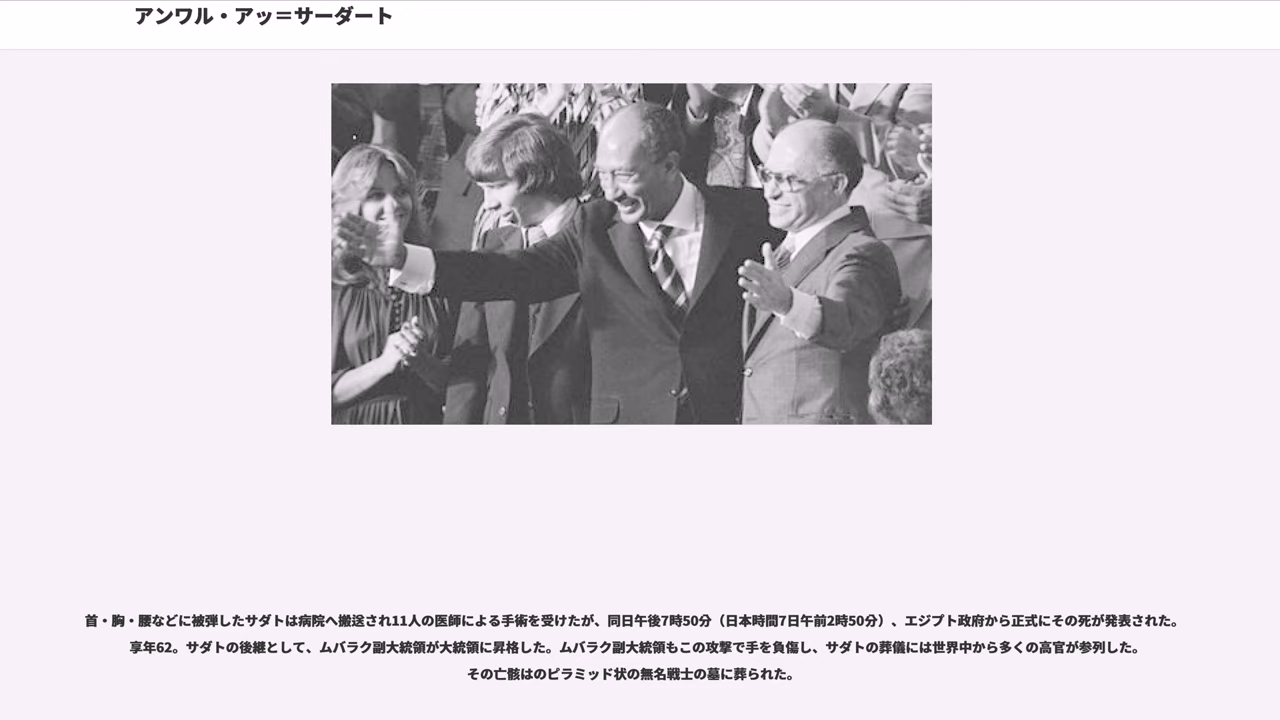 アンワル・アッ＝サーダート
首・胸・腰などに被弾したサダトは病院へ搬送され11人の医師による手術を受けたが、同日午後7時50分（日本時間7日午前2時50分）、エジプト政府から正式にその死が発表された。
享年62。サダトの後継として、ムバラク副大統領が大統領に昇格した。ムバラク副大統領もこの攻撃で手を負傷し、サダトの葬儀には世界中から多くの高官が参列した。
その亡骸はのピラミッド状の無名戦士の墓に葬られた。